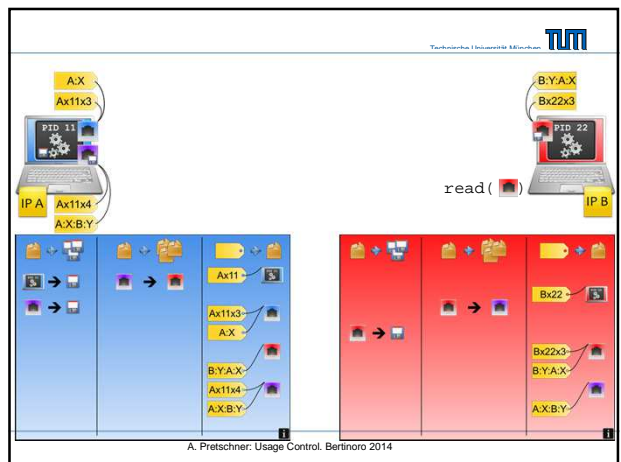 Technische Universität München
TUM
A:X
Ax11x3
PID 11
IP A
Ax11x4
A:X:B:Y
B:Y:A:X
Bx22x3
PID 22
read( )
IP B
Ax11
Ax11x3
A:X
B:Y:A:X
Ax11x4
A:X:B:Y
i
Bx22
Bx22x3
B:Y:A:X
A:X:B:Y
i
A. Pretschner: Usage Control. Bertinoro 2014